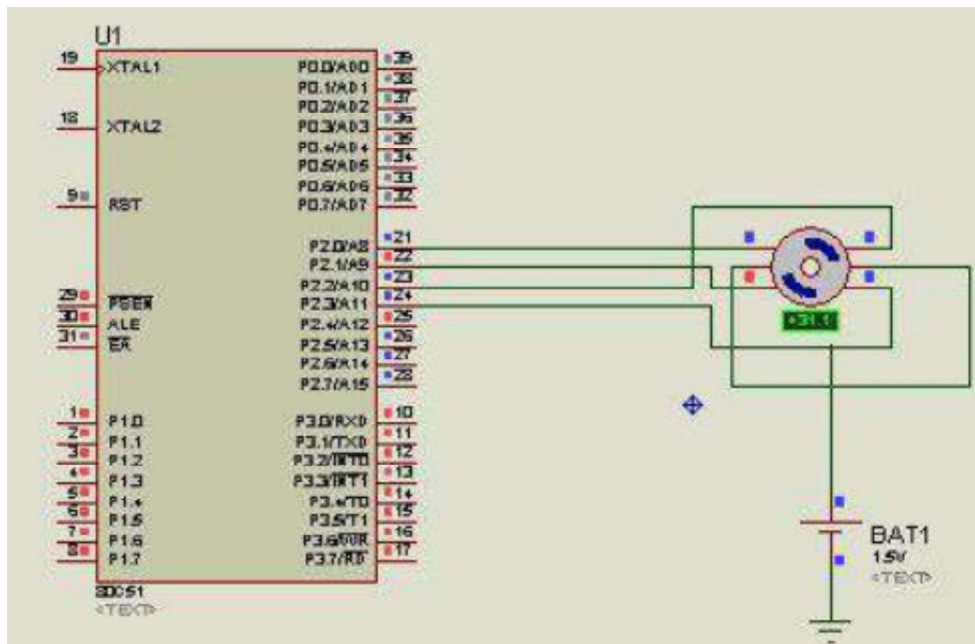 U1
19 XTAL1
18 XTAL2
9 RST
29 PSEN
30 ALE
31 EA
1 P1.0
2 P1.1
3 P1.2
4 P1.3
5 P1.4
6 P1.5
7 P1.6
8 P1.7
P0.0/AD0 39
P0.1/AD1 38
P0.2/AD2 37
P0.3/AD3 36
P0.4/AD4 35
P0.5/AD5 34
P0.6/AD6 33
P0.7/AD7 32
P2.0/A8 21
P2.1/A9 22
P2.2/A10 23
P2.3/A11 24
P2.4/A12 25
P2.5/A13 26
P2.6/A14 27
P2.7/A15 28
P3.0/RXD 10
P3.1/TXD 11
P3.2/INT0 12
P3.3/INT1 13
P3.4/T0 14
P3.5/T1 15
P3.6/WR 16
P3.7/RD 17
80C51
<TEXT>
BAT1
1.5V
<TEXT>